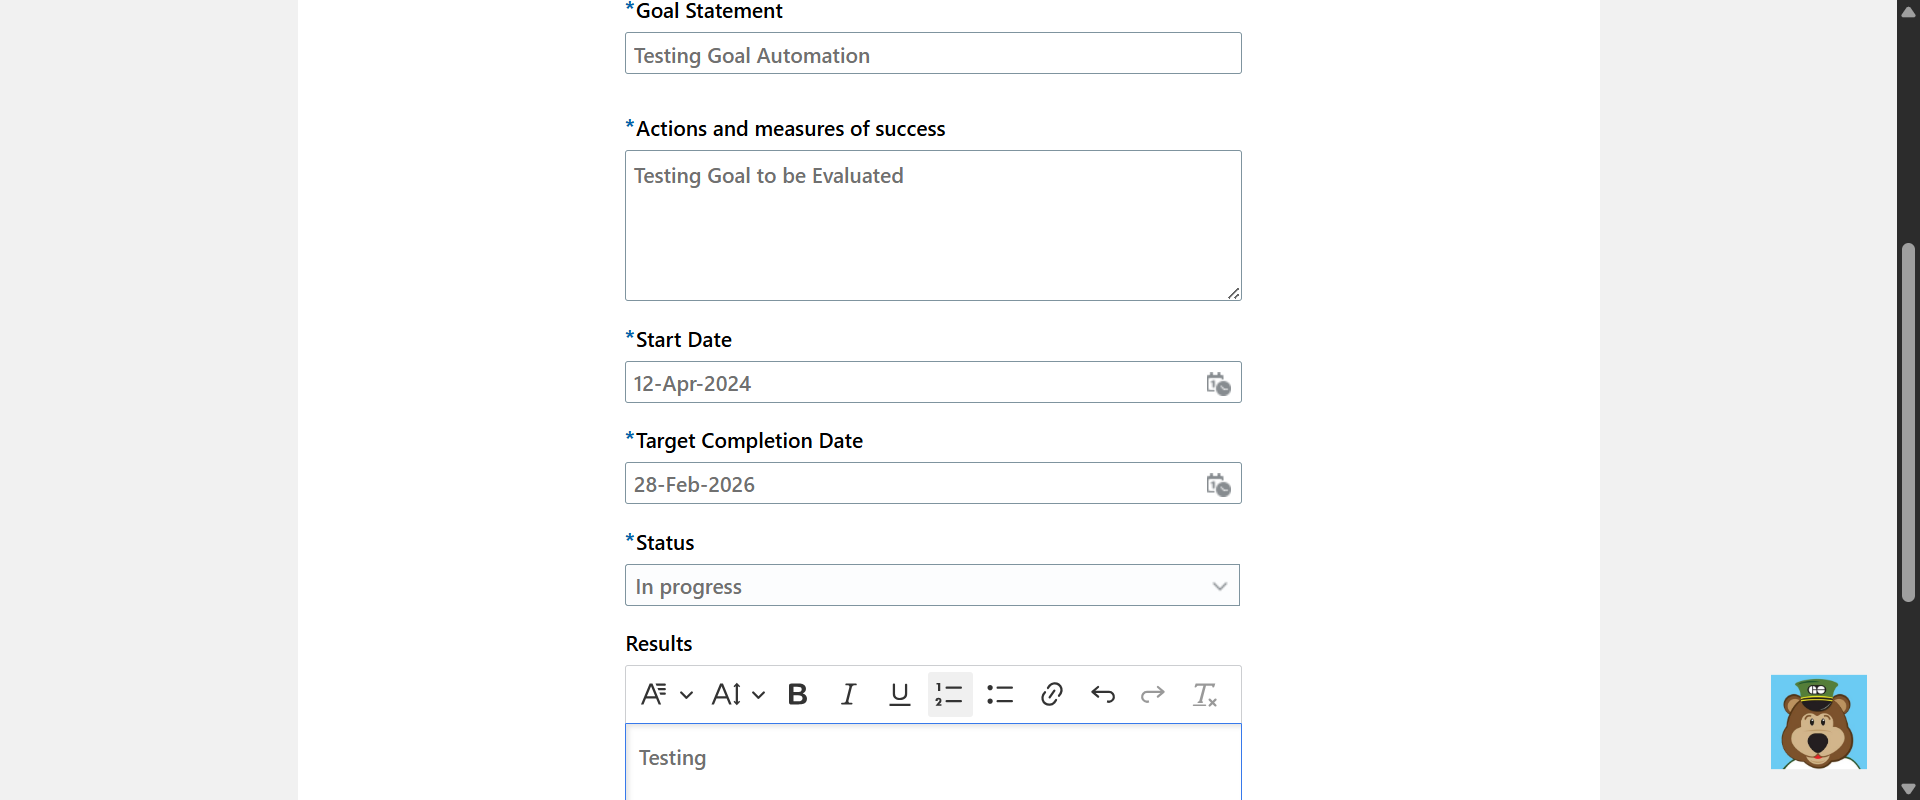 *Goal Statement
Testing Goal Automation
*Actions and measures of success
Testing Goal to be Evaluated
*Start Date
12-Apr-2024
*Target Completion Date
28-Feb-2026
*Status
In progress
Results
Testing